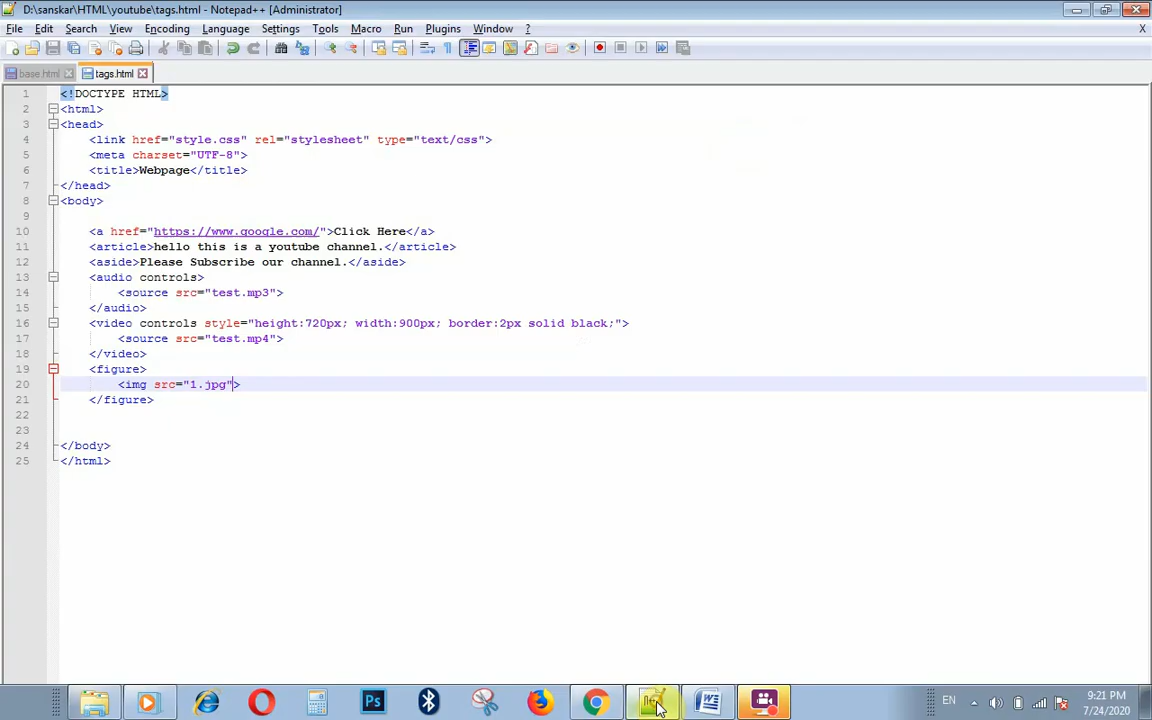 D:\sanskar\HTML\youtube\tags.html - Notepad++ [Administrator]
File Edit Search View Encoding Language Settings Tools Macro Run Plugins Window ? X
base.html tags.html
1 <!DOCTYPE HTML>
2 <html>
3 <head>
4 <link href="style.css" rel="stylesheet" type="text/css">
5 <meta charset="UTF-8">
6 <title>Webpage</title>
7 </head>
8 <body>
9
10 <a href="https://www.google.com/">Click Here</a>
11 <article>hello this is a youtube channel.</article>
12 <aside>Please Subscribe our channel.</aside>
13 <audio controls>
14 <source src="test.mp3">
15 </audio>
16 <video controls style="height:720px; width:900px; border:2px solid black;">
17 <source src="test.mp4">
18 </video>
19 <figure>
20 <img src="1.jpg">
21 </figure>
22
23
24 </body>
25 </html>
Ps
EN
9:21 PM
7/24/2020